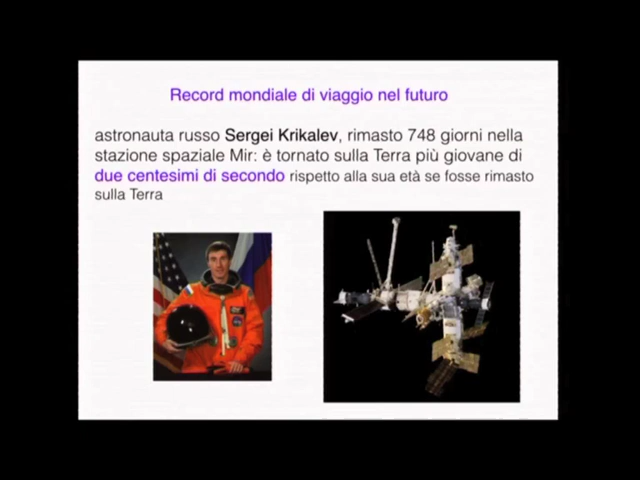 Record mondiale di viaggio nel futuro
astronauta russo Sergei Krikalev, rimasto 748 giorni nella
stazione spaziale Mir: è tornato sulla Terra più giovane di
due centesimi di secondo rispetto alla sua età se fosse rimasto
sulla Terra